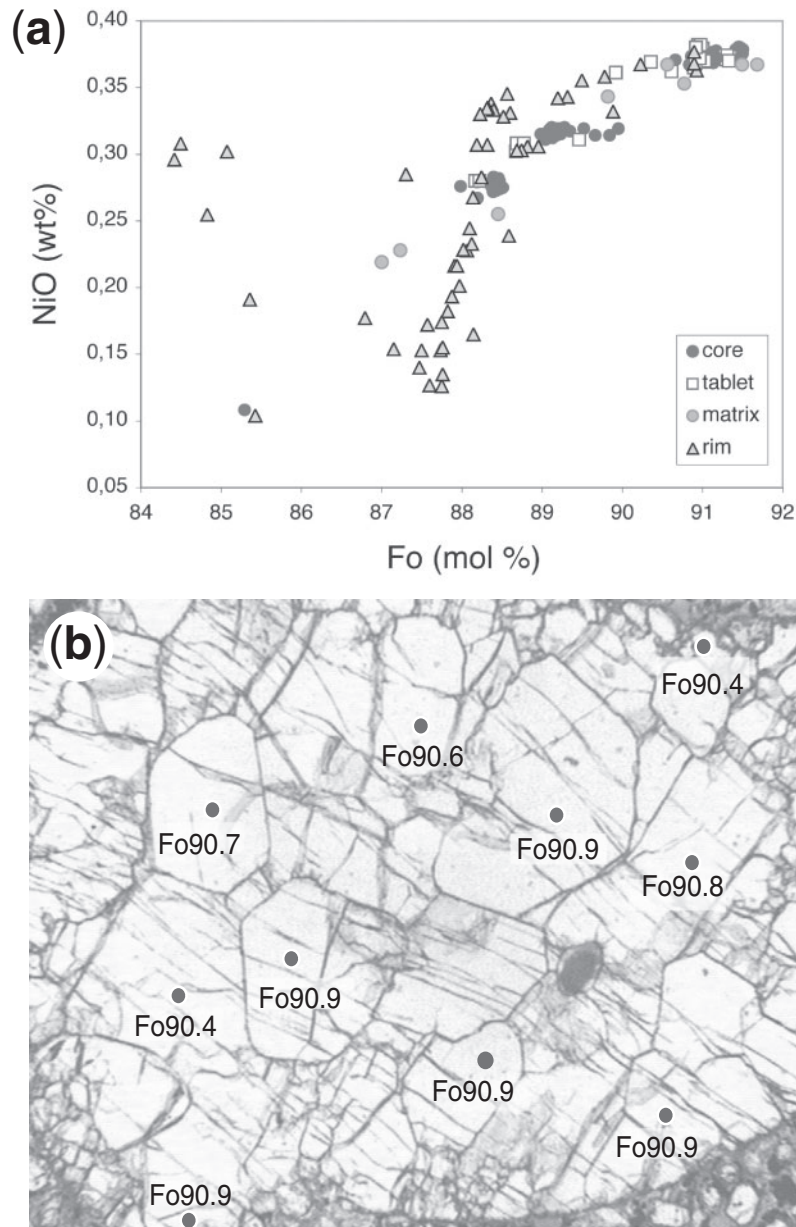 (a)
0,40
0,35
0,30
0,25
0,20
0,15
0,10
0,05
NiO (wt%)
core
tablet
matrix
rim
84 85 86 87 88 89 90 91 92
Fo (mol %)
(b)
Fo90.4
Fo90.6
Fo90.7
Fo90.9
Fo90.8
Fo90.9
Fo90.4
Fo90.9
Fo90.9
Fo90.9